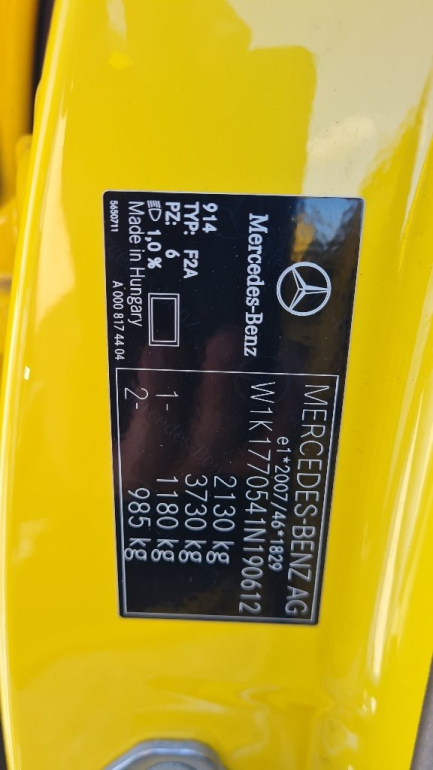 Mercedes-Benz
914
TYP: F2A
PZ: 6
1,0 %
Made in Hungary
5650711
A 000 817 44 04
MERCEDES-BENZ AG
e1*2007/46*1829
W1K1770541N190612
2130 kg
3730 kg
1- 1180 kg
2- 985 kg